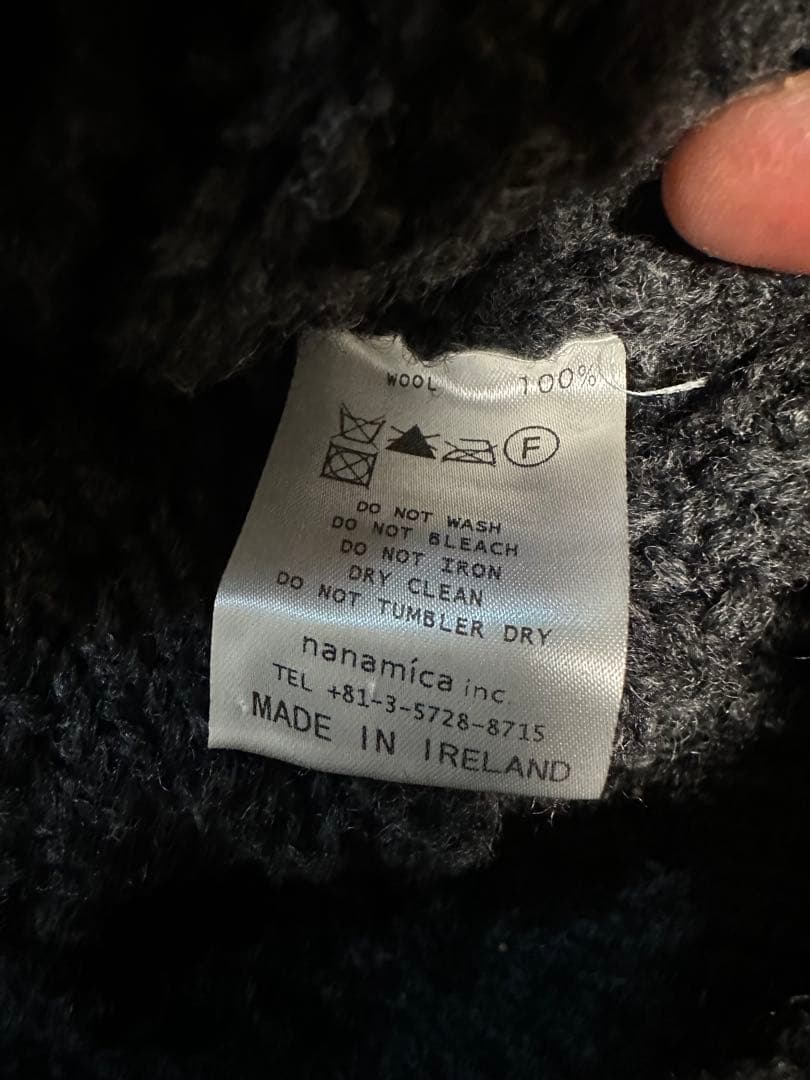 WOOL 100%
F
DO NOT WASH
DO NOT BLEACH
DO NOT IRON
DRY CLEAN
DO NOT TUMBLER DRY
nanamica inc.
TEL +81-3-5728-8715
MADE IN IRELAND